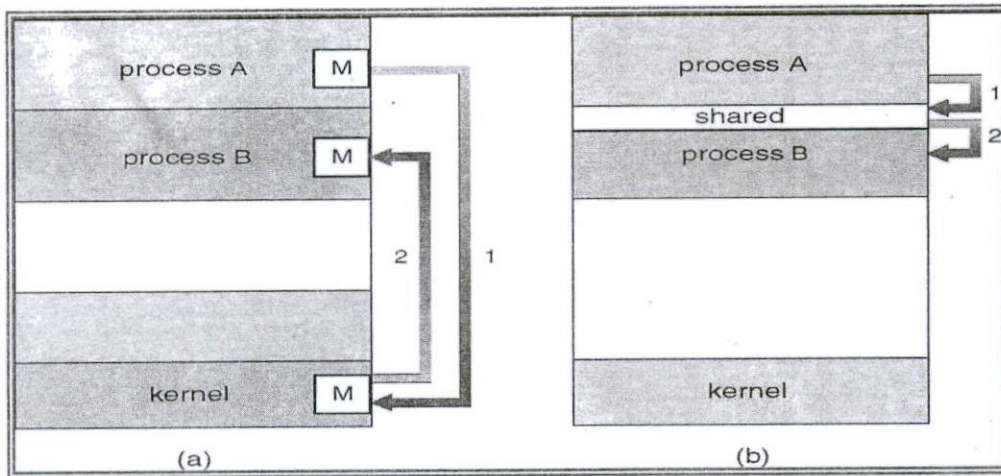 process A M
process B M
2 1
kernel M
(a)
process A
1
shared
2
process B
kernel
(b)